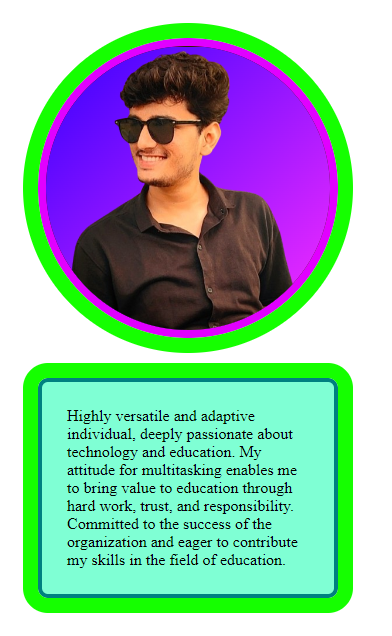 Highly versatile and adaptive
individual, deeply passionate about
technology and education. My
attitude for multitasking enables me
to bring value to education through
hard work, trust, and responsibility.
Committed to the success of the
organization and eager to contribute
my skills in the field of education.